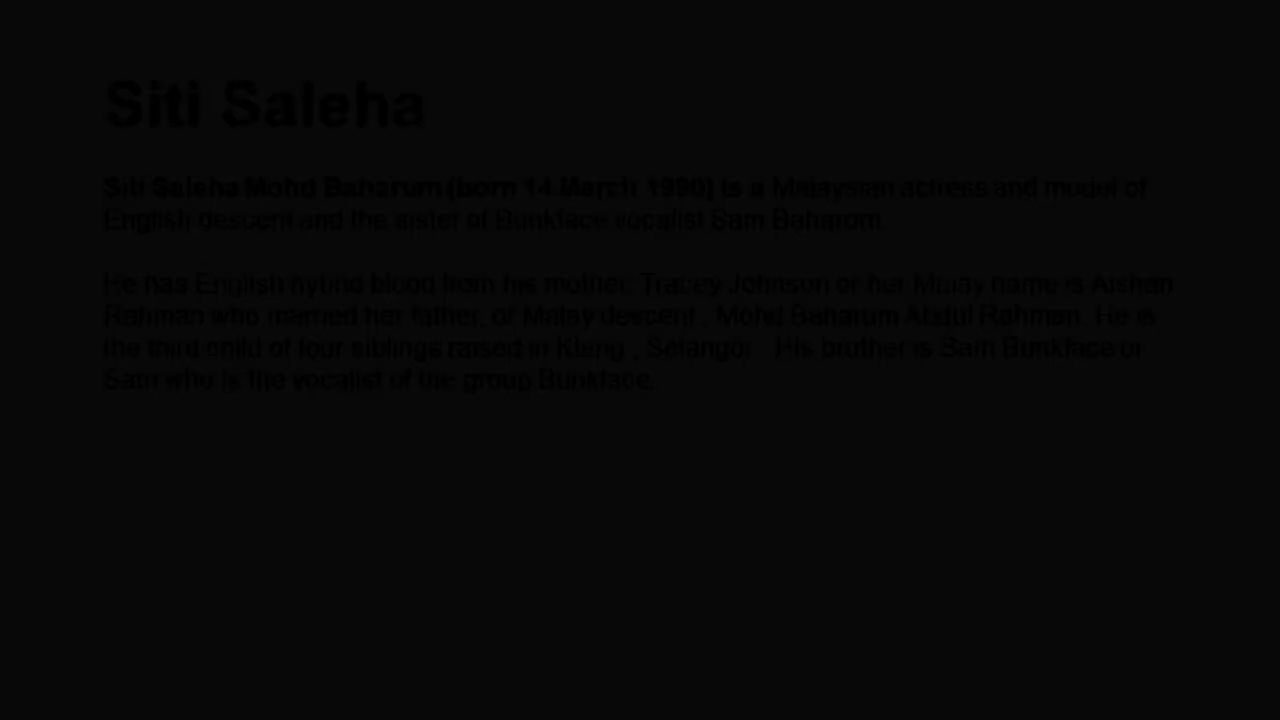 Siti Saleha
Siti Saleha Mohd Baharum (born 14 March 1990) is a Malaysian actress and model of
English descent and the sister of Bunkface vocalist Sam Baharom.
He has English hybrid blood from his mother, Tracey Johnson or her Malay name is Aishah
Rahman who married her father, of Malay descent , Mohd Baharum Abdul Rahman. He is
the third child of four siblings raised in Klang , Selangor . His brother is Sam Bunkface or
Sam who is the vocalist of the group Bunkface.